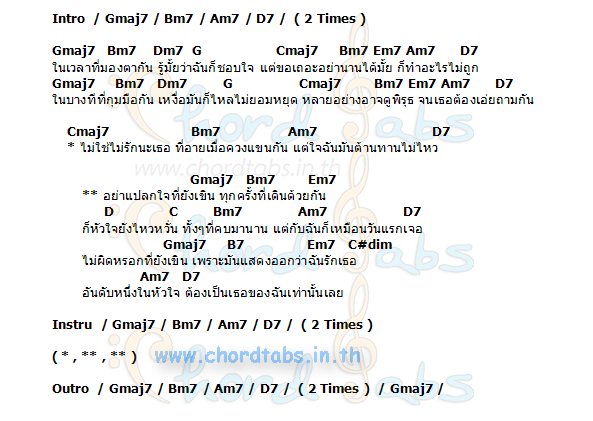 Intro / Gmaj7 / Bm7 / Am7 / D7 / ( 2 Times )
Gmaj7 Bm7 Dm7 G Cmaj7 Bm7 Em7 Am7 D7
ในเวลาที่มองตากัน รู้มั้ยว่าฉันก็ชอบใจ แต่ขอเถอะอย่านานได้มั้ย ก็ทำอะไรไม่ถูก
Gmaj7 Bm7 Dm7 G Cmaj7 Bm7 Em7 Am7 D7
ในบางทีที่กุมมือกัน เหงื่อมันก็ไหลไม่ยอมหยุด หลายอย่างอาจดูพิรุธ จนเธอต้องเอ่ยถามกัน
Cmaj7 Bm7 Am7 D7
* ไม่ใช่ไม่รักนะเธอ ที่อายเมื่อควงแขนกัน แต่ใจฉันมันต้านทานไม่ไหว
www.chordtabs.in.th
Gmaj7 Bm7 Em7
** อย่าแปลกใจที่ยังเขิน ทุกครั้งที่เดินด้วยกัน
D C Bm7 Am7 D7
ก็หัวใจยังไหวหวั่น ทั้งๆที่คบมานาน แต่กับฉันก็เหมือนวันแรกเจอ
Gmaj7 B7 Em7 C#dim
ไม่ผิดหรอกที่ยังเขิน เพราะมันแสดงออกว่าฉันรักเธอ
Am7 D7
อันดับหนึ่งในหัวใจ ต้องเป็นเธอของฉันเท่านั้นเลย
Instru / Gmaj7 / Bm7 / Am7 / D7 / ( 2 Times )
( * , ** , ** ) www.chordtabs.in.th
Outro / Gmaj7 / Bm7 / Am7 / D7 / ( 2 Times ) / Gmaj7 /